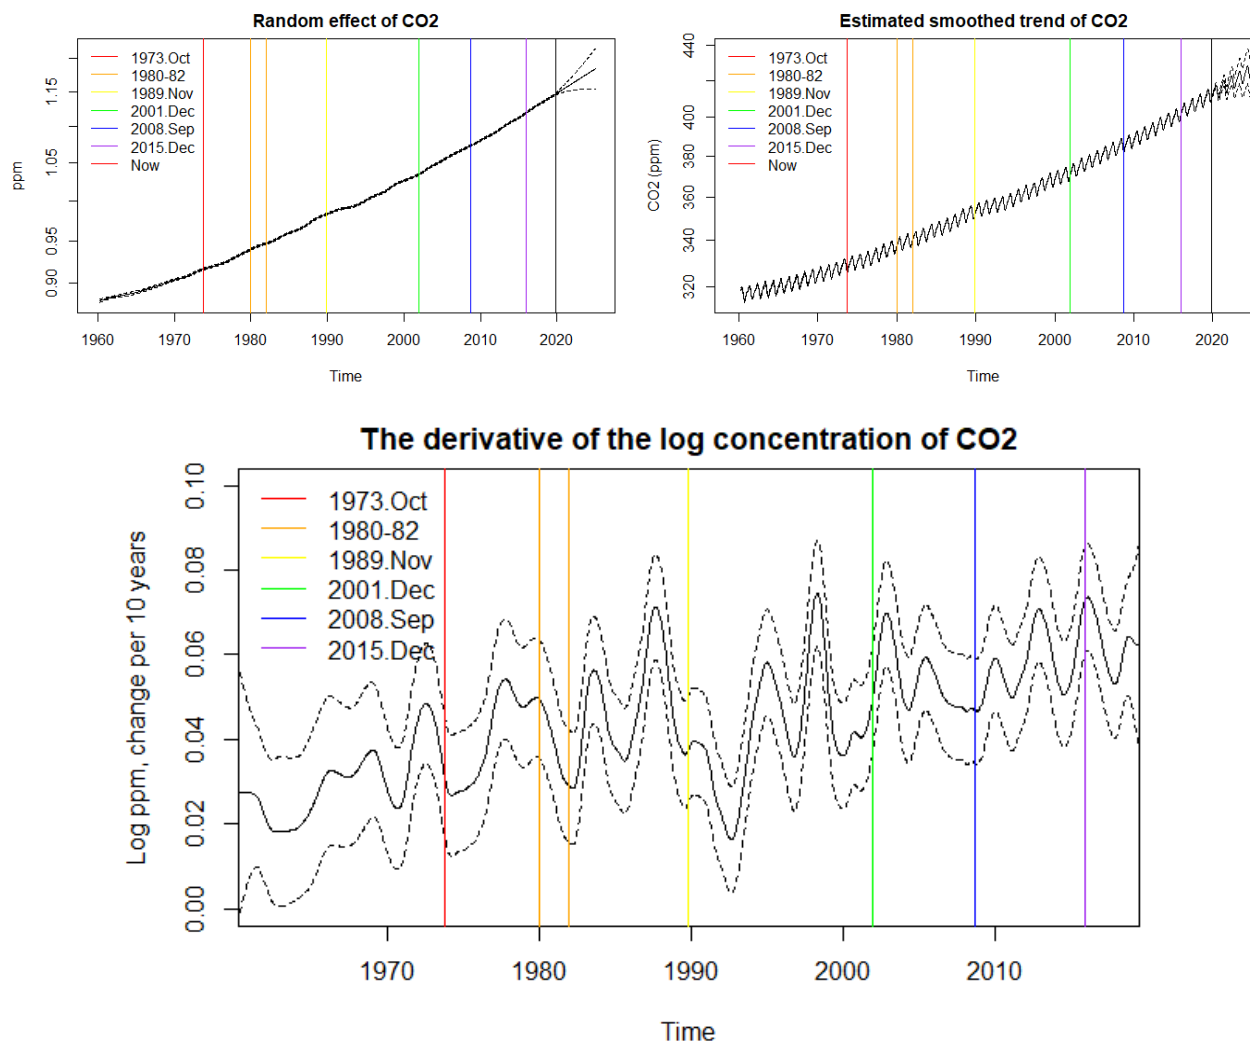 Random effect of CO2
ppm
1.15
1.05
0.95
0.90
1973.Oct
1980-82
1989.Nov
2001.Dec
2008.Sep
2015.Dec
Now
1960 1970 1980 1990 2000 2010 2020
Time
Estimated smoothed trend of CO2
CO2 (ppm)
440
400
380
360
340
320
1973.Oct
1980-82
1989.Nov
2001.Dec
2008.Sep
2015.Dec
Now
1960 1970 1980 1990 2000 2010 2020
Time
The derivative of the log concentration of CO2
Log ppm, change per 10 years
0.10
0.08
0.06
0.04
0.02
0.00
1973.Oct
1980-82
1989.Nov
2001.Dec
2008.Sep
2015.Dec
1970 1980 1990 2000 2010
Time